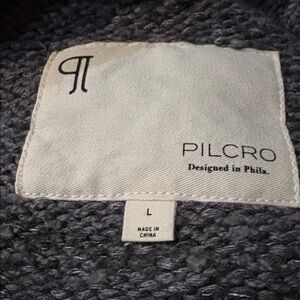 PILCRO
Designed in Phila.
L
MADE IN
CHINA